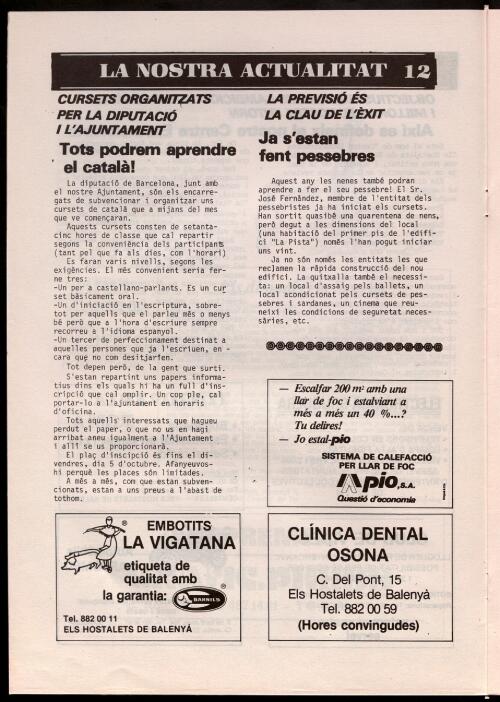 LA NOSTRA ACTUALITAT 12
CURSETS ORGANITZATS
PER LA DIPUTACIÓ
I L'AJUNTAMENT
Tots podrem aprendre
el català!
La diputació de Barcelona, junt amb
el nostre Ajuntament, són els encarre-
gats de subvencionar i organitzar uns
cursets de català que a mijans del mes
que ve començaran.
Aquests cursets consten de setanta-
cinc hores de classe que cal repartir
segons la conveniència dels participants
(tant pel que fa als dies, com l'horari)
Es faran varis nivells, segons les
exigències. El més convenient seria fer-
ne tres:
-Un per a castellano-parlants. Es un cur
set bàsicament oral.
-Un d'iniciació en l'escriptura, sobre-
tot per aquells que el parleu més o menys
bé però que a l'hora d'escriure sempre
recorreu a l'idioma espanyol.
-Un tercer de perfeccionament destinat a
aquelles persones que ja l'escriuen, en -
cara que no com desitjarfen.
Tot depen però, de la gent que surti.
S'estan repartint uns papers informa-
tius dins els quals hi ha un full d'ins-
cripció que cal omplir. Un cop ple, cal
portar-lo a l'ajuntament en horaris
d'oficina.
Tots aquells interessats que hagueu
perdut el paper, o que no us en hagi
arribat aneu igualment a l'Ajuntament
i allí se us proporcionarà.
El plaç d'inscripció és fins el di-
vendres, dia 5 d'octubre. Afanyeuvos-
hi perquè les places són limitades.
A més a més, com que estan subven-
cionats, estan a uns preus a l'abast de
tothom.
LA PREVISIÓ ÉS
LA CLAU DE L'ÈXIT
Ja s'estan
fent pessebres
Aquest any les nenes també podran
aprendre a fer el seu pessebre! El Sr.
José Fernández, membre de l'entitat dels
pessebristes ja ha iniciat els cursets.
Han sortit quasibé una quarentena de nens,
però degut a les dimensions del local
(una habitació del primer pis de l'edifi-
ci "La Pista") només l'han pogut iniciar
uns vint.
Ja no són només les entitats les que
reclamen la ràpida construcció del nou
edifici. La quitxalla també el necessi-
ta: un local d'assaig pels ballets, un
local acondicionat pels cursets de pes-
sebres i sardanes, un cinema que reu-
neixi les condicions de seguretat neces-
sàries, etc.
— Escalfar 200 m² amb una
llar de foc i estalviant a
més a més un 40 %...?
Tu delires!
— Jo estal-pio
SISTEMA DE CALEFACCIÓ
PER LLAR DE FOC
pio,S.A.
Questió d'economia
EMBOTITS
LA VIGATANA
etiqueta de
qualitat amb
la garantia:
BARNILS
Tel. 882 00 11
ELS HOSTALETS DE BALENYÀ
CLÍNICA DENTAL
OSONA
C. Del Pont, 15
Els Hostalets de Balenyà
Tel. 882 00 59
(Hores convingudes)